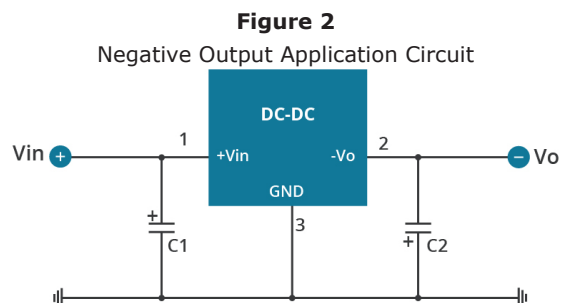 Figure 2
Negative Output Application Circuit
DC-DC
1
2
Vin +
+Vin
-Vo
− Vo
GND
3
+
C1
+
C2